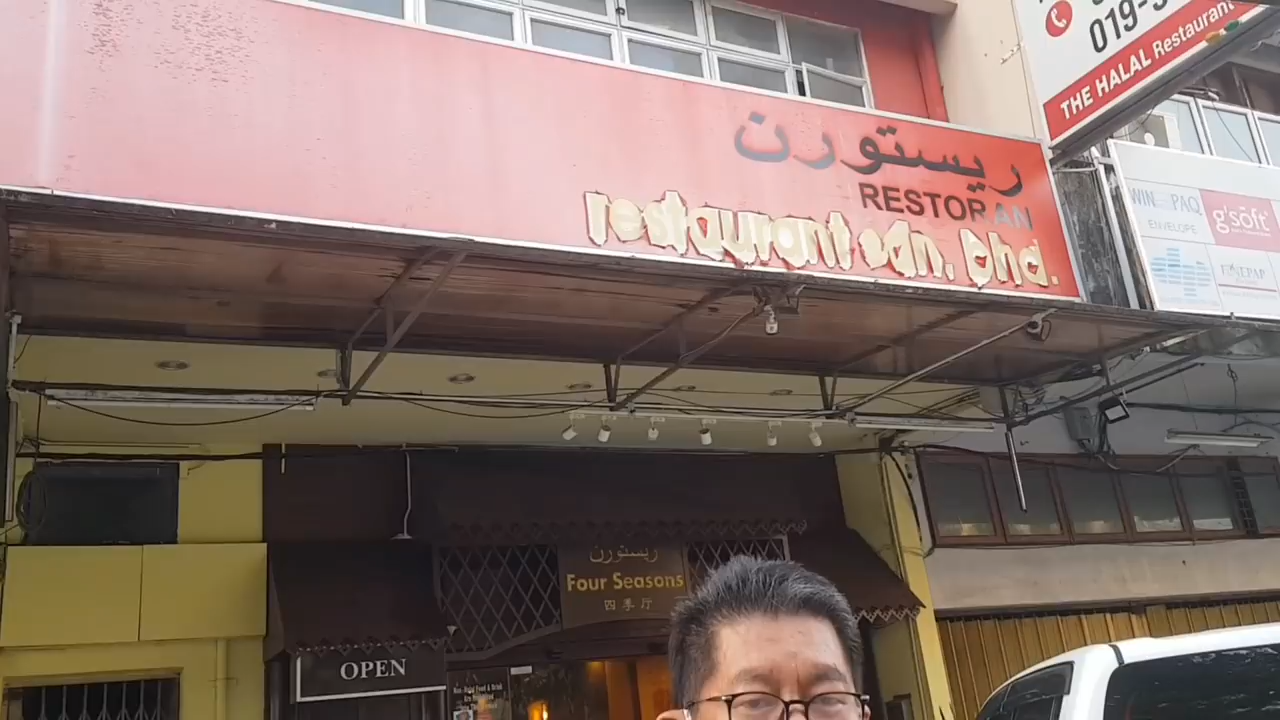 ريستورن
RESTORAN
restaurant sdn. bhd.
019-
THE HALAL Restaurant
WIN PAQ
ENVELOPE
g'soft
ريستورن
Four Seasons
四季厅
OPEN